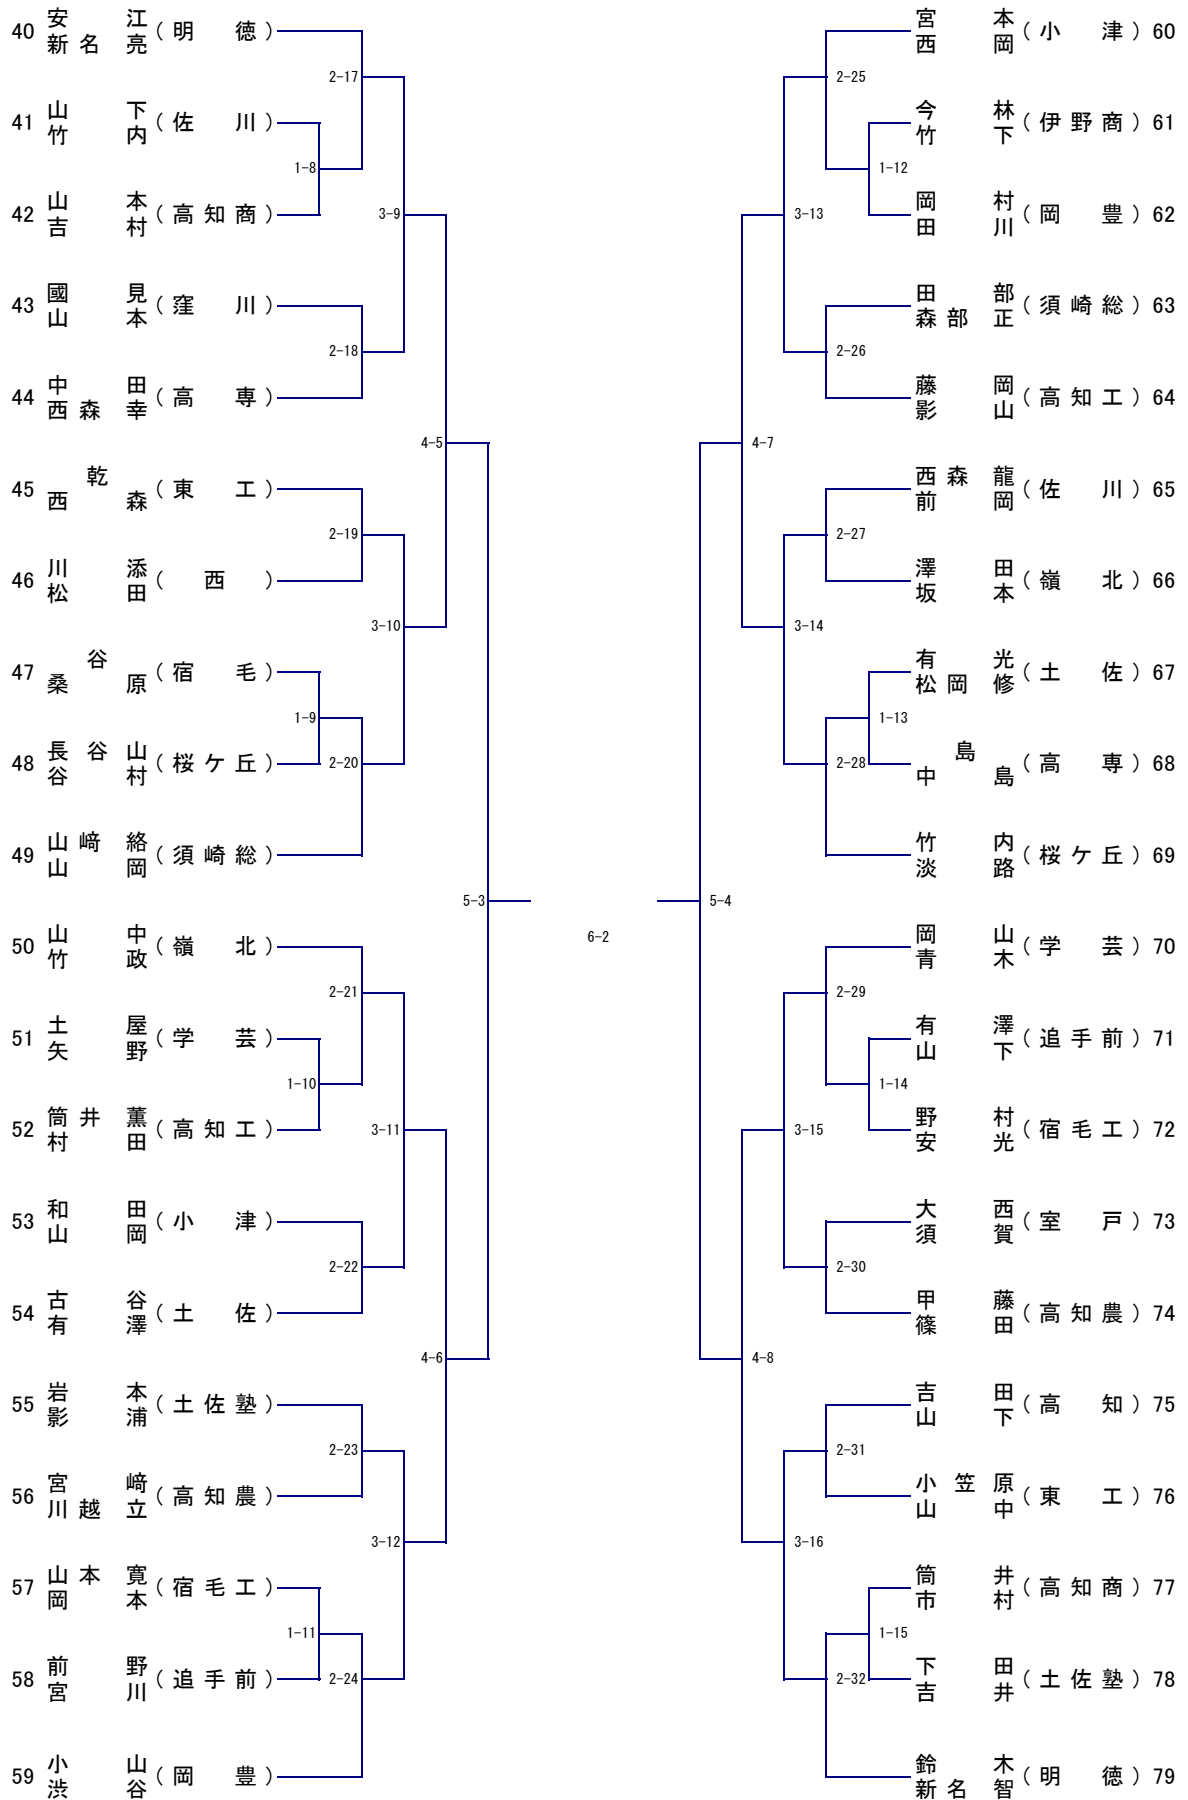 40 安江 新名亮 (明徳)
2-17
41 山下 竹内 (佐川)
1-8
42 山本 吉村 (高知商)
3-9
43 國見 山本 (窪川)
2-18
44 中田 西森幸 (高専)
4-5
45 乾 西森 (東工)
2-19
46 川添 松田 (西)
3-10
47 谷 桑原 (宿毛)
1-9
48 長谷山 谷村 (桜ケ丘)
2-20
49 山﨑絡 山岡 (須崎総)
5-3
50 山中 竹政 (嶺北)
2-21
51 土屋 矢野 (学芸)
1-10
52 筒井薫 村田 (高知工)
3-11
53 和田 山岡 (小津)
2-22
54 古谷 有澤 (土佐)
4-6
55 岩本 影浦 (土佐塾)
2-23
56 宮﨑 川越立 (高知農)
3-12
57 山本寛 岡本 (宿毛工)
1-11
58 前野 宮川 (追手前)
2-24
59 小山 渋谷 (岡豊)
6-2
宮本 西岡 (小津) 60
2-25
今林 竹下 (伊野商) 61
1-12
岡村 田川 (岡豊) 62
3-13
田部 森部正 (須崎総) 63
2-26
藤岡 影山 (高知工) 64
4-7
西森龍 前岡 (佐川) 65
2-27
澤田 坂本 (嶺北) 66
3-14
有光 松岡修 (土佐) 67
1-13
島 中島 (高専) 68
2-28
竹内 淡路 (桜ケ丘) 69
5-4
岡山 青木 (学芸) 70
2-29
有澤 山下 (追手前) 71
1-14
野村 安光 (宿毛工) 72
3-15
大西 須賀 (室戸) 73
2-30
甲藤 篠田 (高知農) 74
4-8
吉田 山下 (高知) 75
2-31
小笠原 山中 (東工) 76
3-16
筒井 市村 (高知商) 77
1-15
下田 吉井 (土佐塾) 78
2-32
鈴木 新名智 (明徳) 79